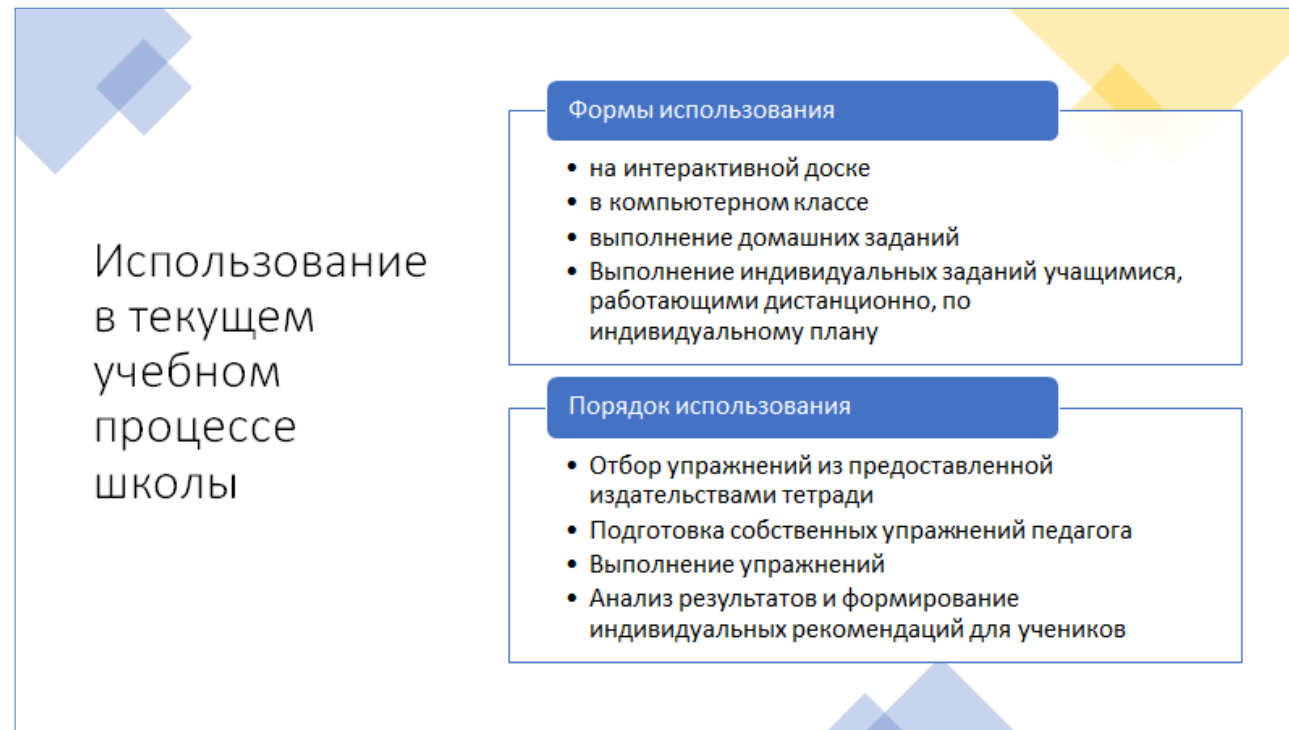 Использование
в текущем
учебном
процессе
школы
Формы использования
• на интерактивной доске
• в компьютерном классе
• выполнение домашних заданий
• Выполнение индивидуальных заданий учащимися,
работающими дистанционно, по
индивидуальному плану
Порядок использования
• Отбор упражнений из предоставленной
издательствами тетради
• Подготовка собственных упражнений педагога
• Выполнение упражнений
• Анализ результатов и формирование
индивидуальных рекомендаций для учеников